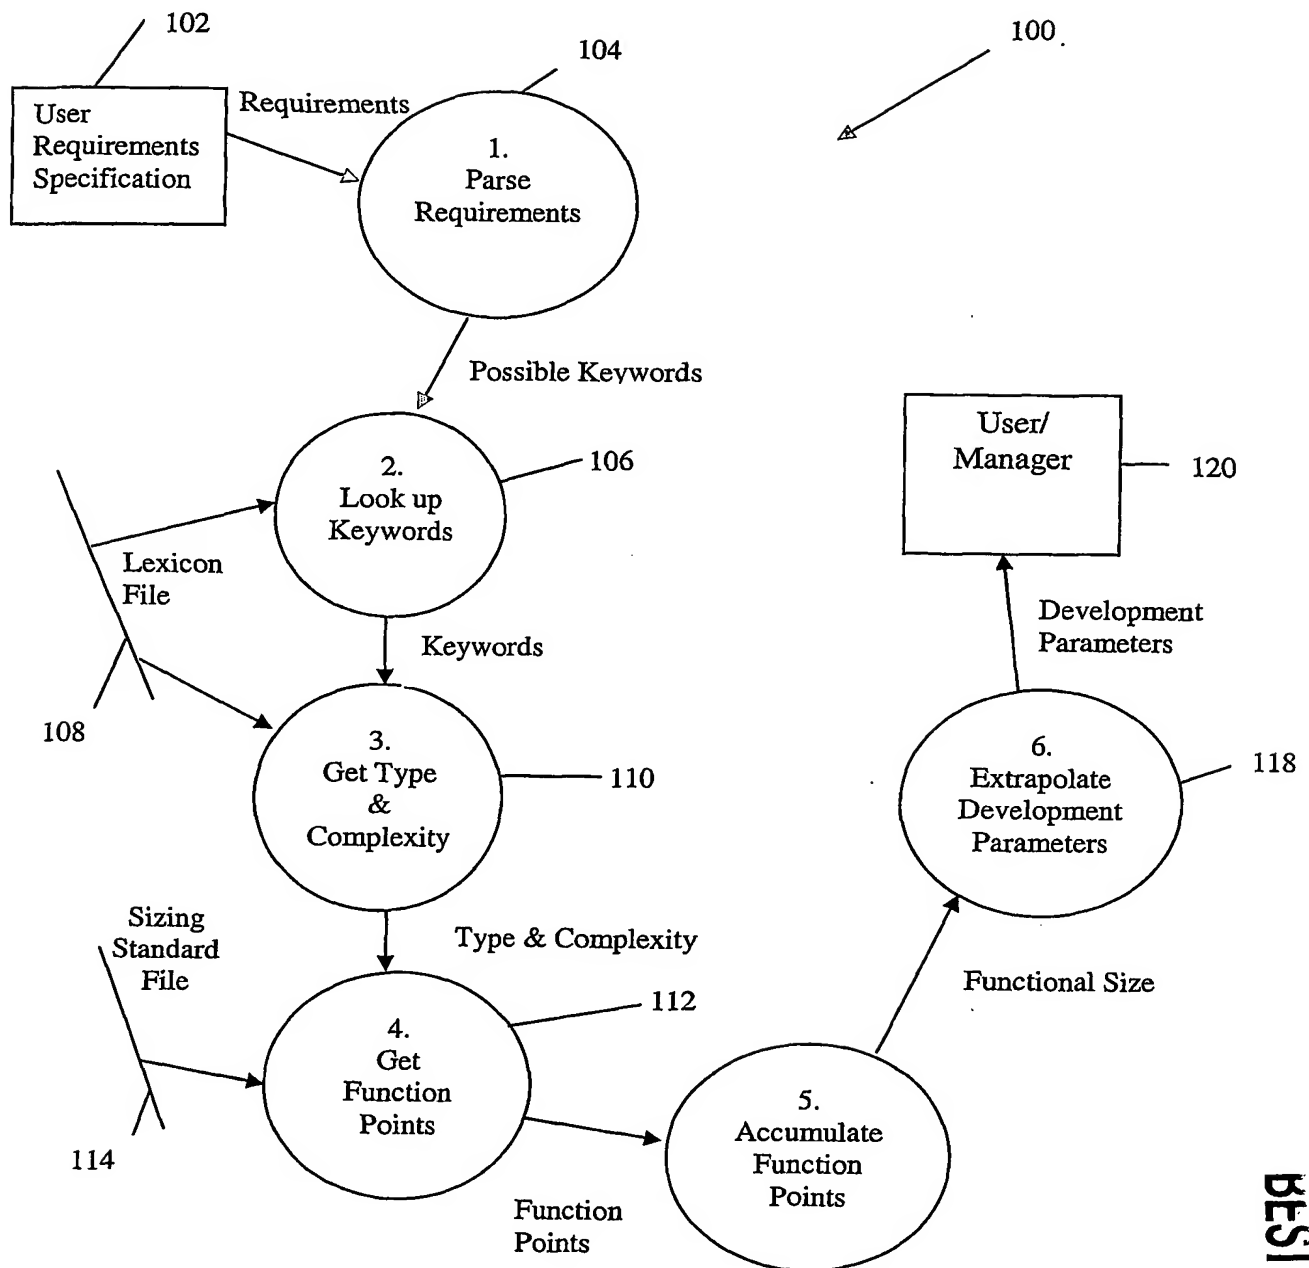 102
104
100
User
Requirements
Specification
Requirements
1.
Parse
Requirements
Possible Keywords
2.
Look up
Keywords
106
User/
Manager
120
Lexicon
File
Keywords
Development
Parameters
108
3.
Get Type
&
Complexity
110
6.
Extrapolate
Development
Parameters
118
Sizing
Standard
File
Type & Complexity
Functional Size
4.
Get
Function
Points
112
114
5.
Accumulate
Function
Points
Function
Points